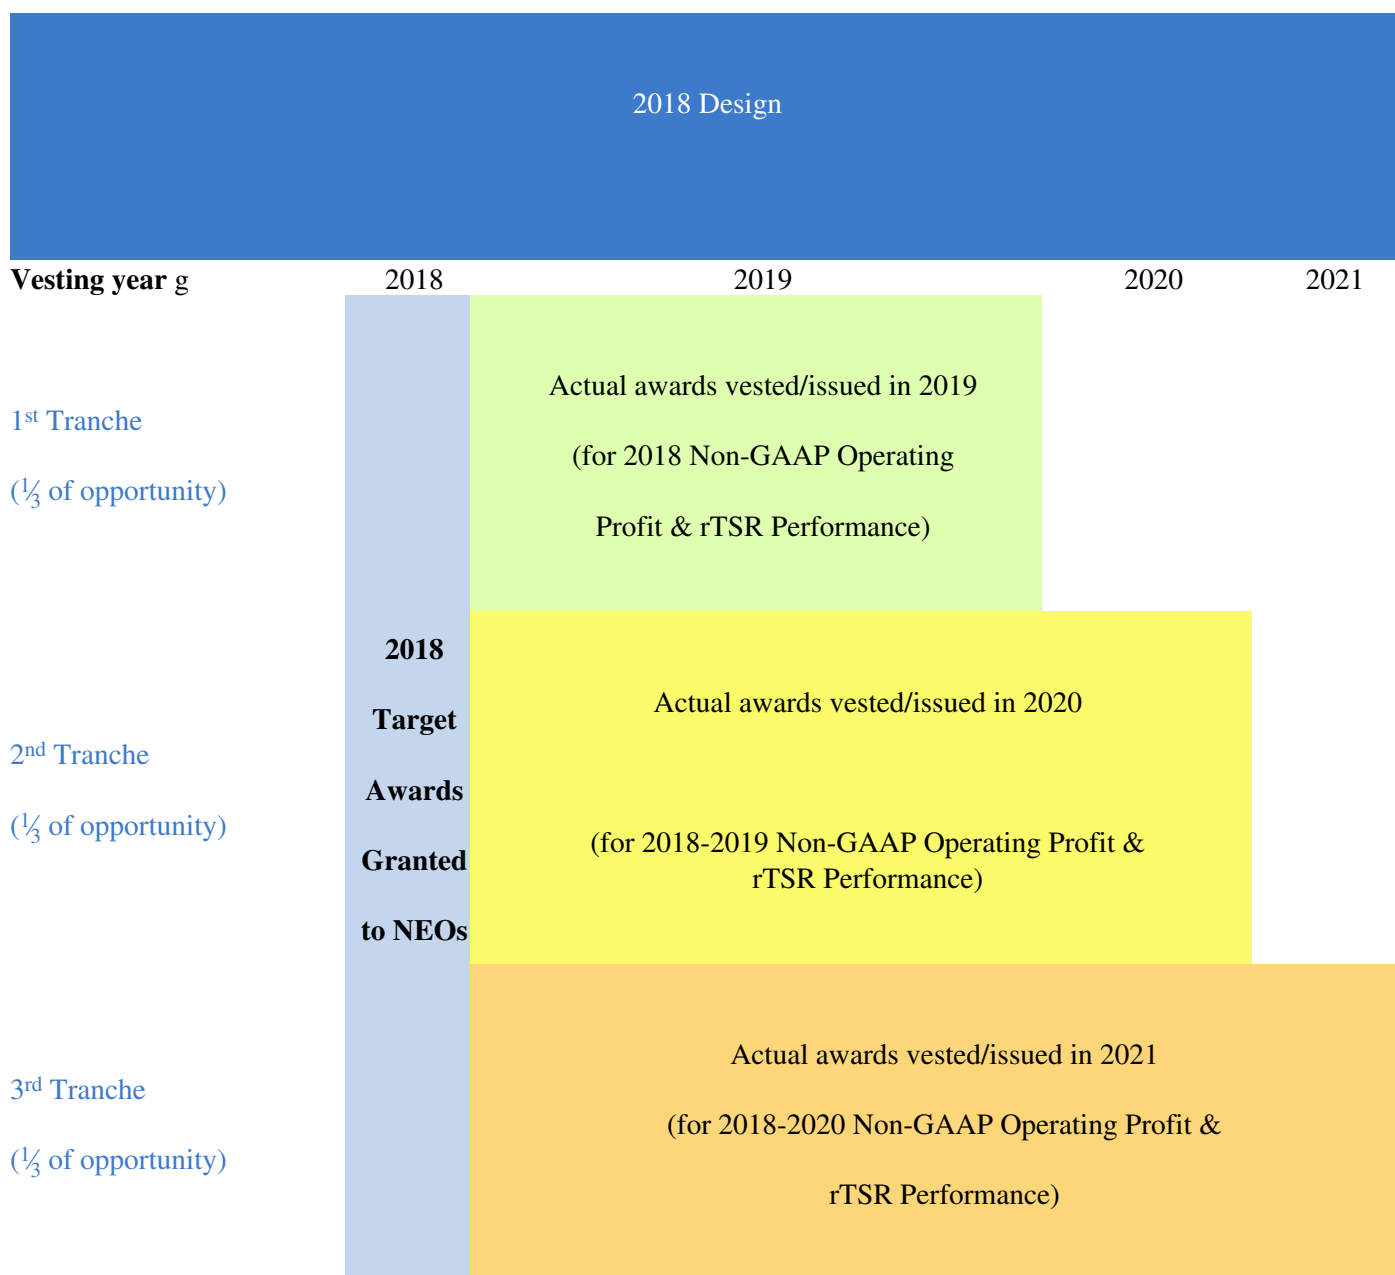 2018 Design
Vesting year g 2018 2019 2020 2021
1st Tranche
(⅓ of opportunity)
Actual awards vested/issued in 2019
(for 2018 Non-GAAP Operating
Profit & rTSR Performance)
2018
Target
Awards
Granted
to NEOs
2nd Tranche
(⅓ of opportunity)
Actual awards vested/issued in 2020
(for 2018-2019 Non-GAAP Operating Profit &
rTSR Performance)
3rd Tranche
(⅓ of opportunity)
Actual awards vested/issued in 2021
(for 2018-2020 Non-GAAP Operating Profit &
rTSR Performance)